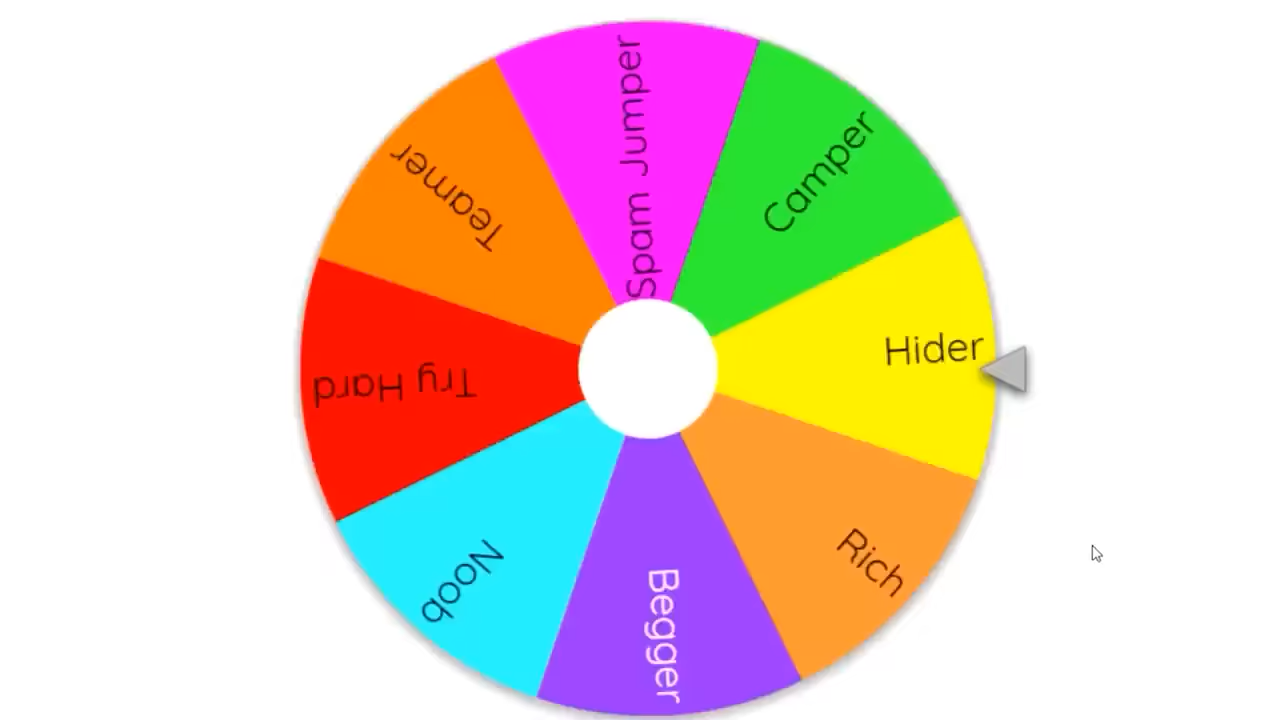 Spam Jumper
Camper
Hider
Rich
Begger
Noob
Try Hard
Teamer